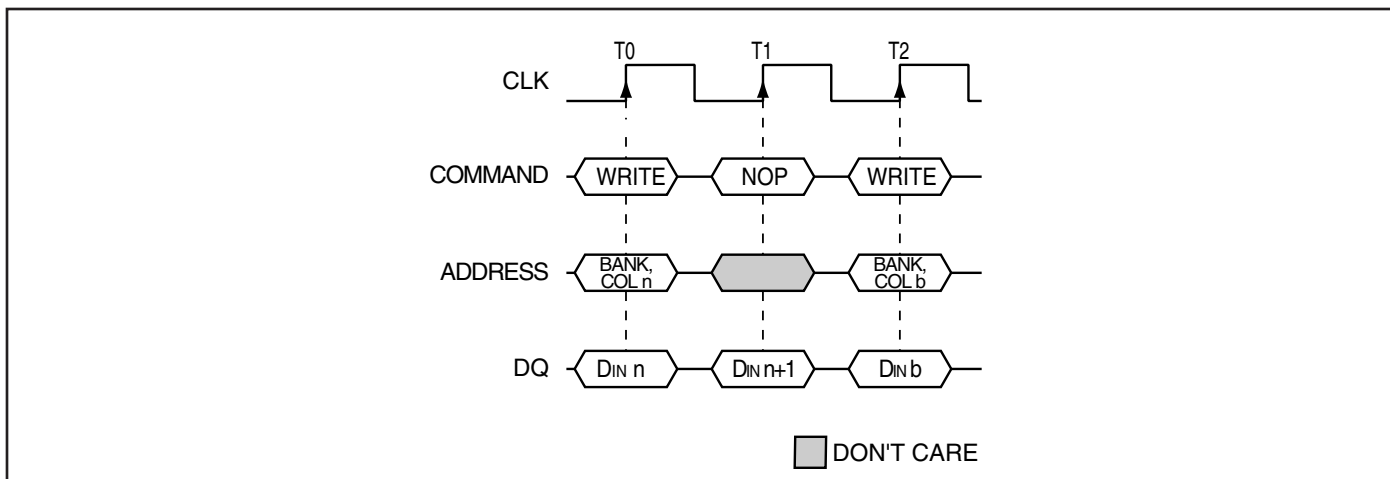 T0 T1 T2
CLK
COMMAND WRITE NOP WRITE
ADDRESS BANK, COL n BANK, COL b
DQ DIN n DIN n+1 DIN b
DON'T CARE